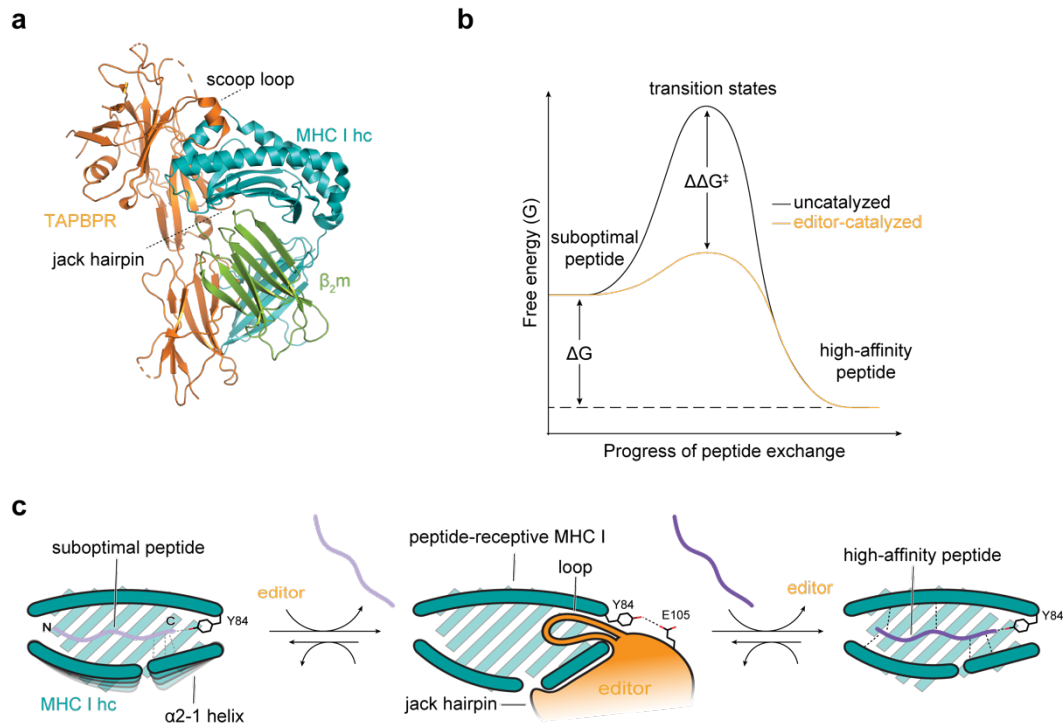 a
scoop loop
MHC I hc
TAPBPR
jack hairpin
β₂m
b
transition states
ΔΔG‡
uncatalyzed
editor-catalyzed
suboptimal
peptide
Free energy (G)
ΔG
high-affinity
peptide
Progress of peptide exchange
c
suboptimal peptide
N
C
Y84
MHC I hc
α2-1 helix
editor
peptide-receptive MHC I
loop
Y84
E105
jack hairpin
editor
editor
high-affinity peptide
Y84